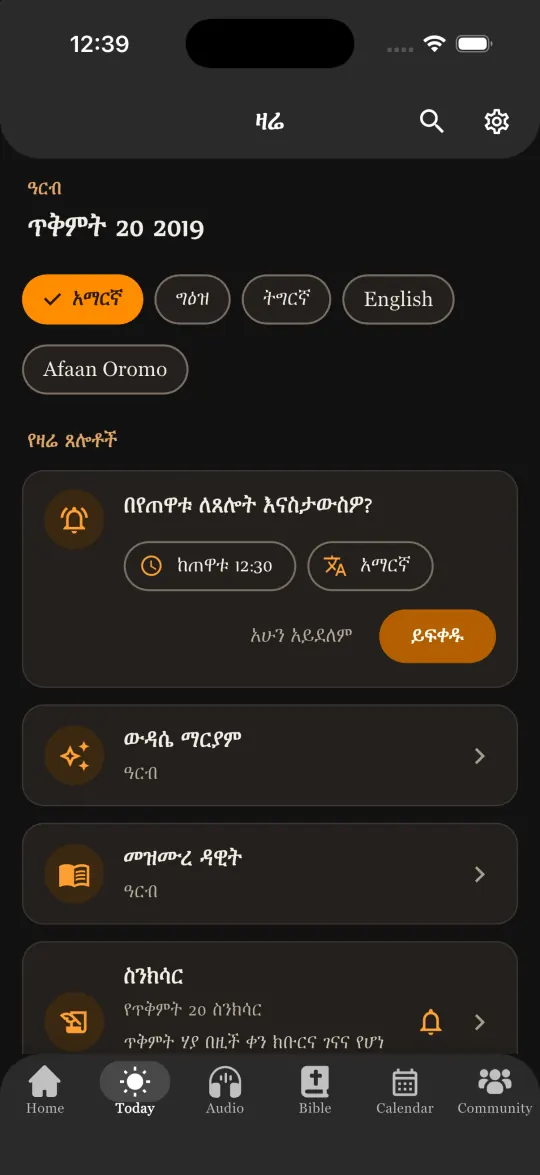 12:39
ዛሬ
ዓርብ
ጥቅምት 20 2019
አማርኛ
ግዕዝ
ትግርኛ
English
Afaan Oromo
የዛሬ ጸሎቶች
በየጠዋቱ ለጸሎት እናስታውስዎ?
ከጠዋቱ 12:30
አማርኛ
አሁን አይደለም
ይፍቀዱ
ውዳሴ ማርያም
ዓርብ
መዝሙረ ዳዊት
ዓርብ
ስንክሳር
የጥቅምት 20 ስንክሳር
ጥቅምት ሃያ በዚች ቀን ከቡርና ገናና የሆነ
Home
Today
Audio
Bible
Calendar
Community